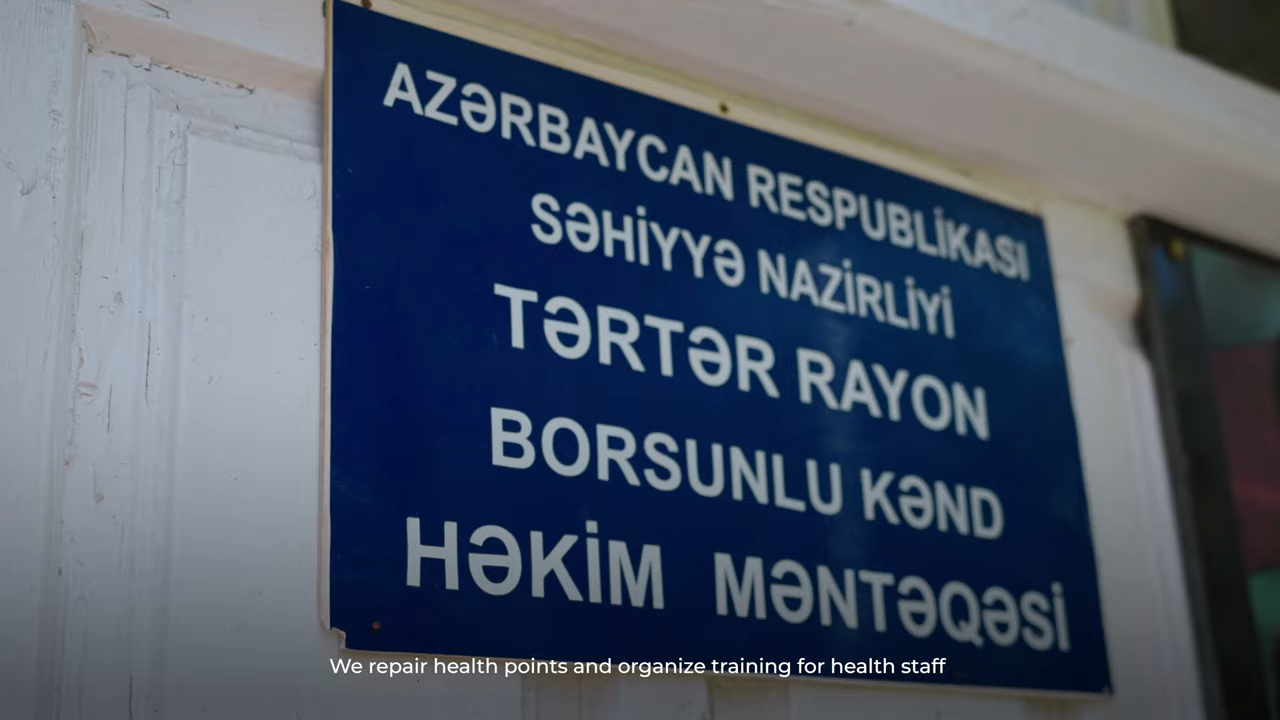 AZƏRBAYCAN RESPUBLİKASI
SƏHİYYƏ NAZİRLİYİ
TƏRTƏR RAYON
BORSUNLU KƏND
HƏKİM MƏNTƏQƏSİ
We repair health points and organize training for health staff